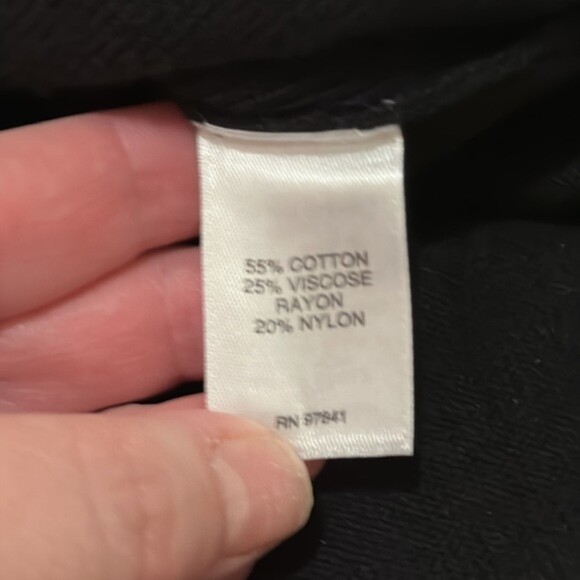 55% COTTON
25% VISCOSE
RAYON
20% NYLON
RN 97841